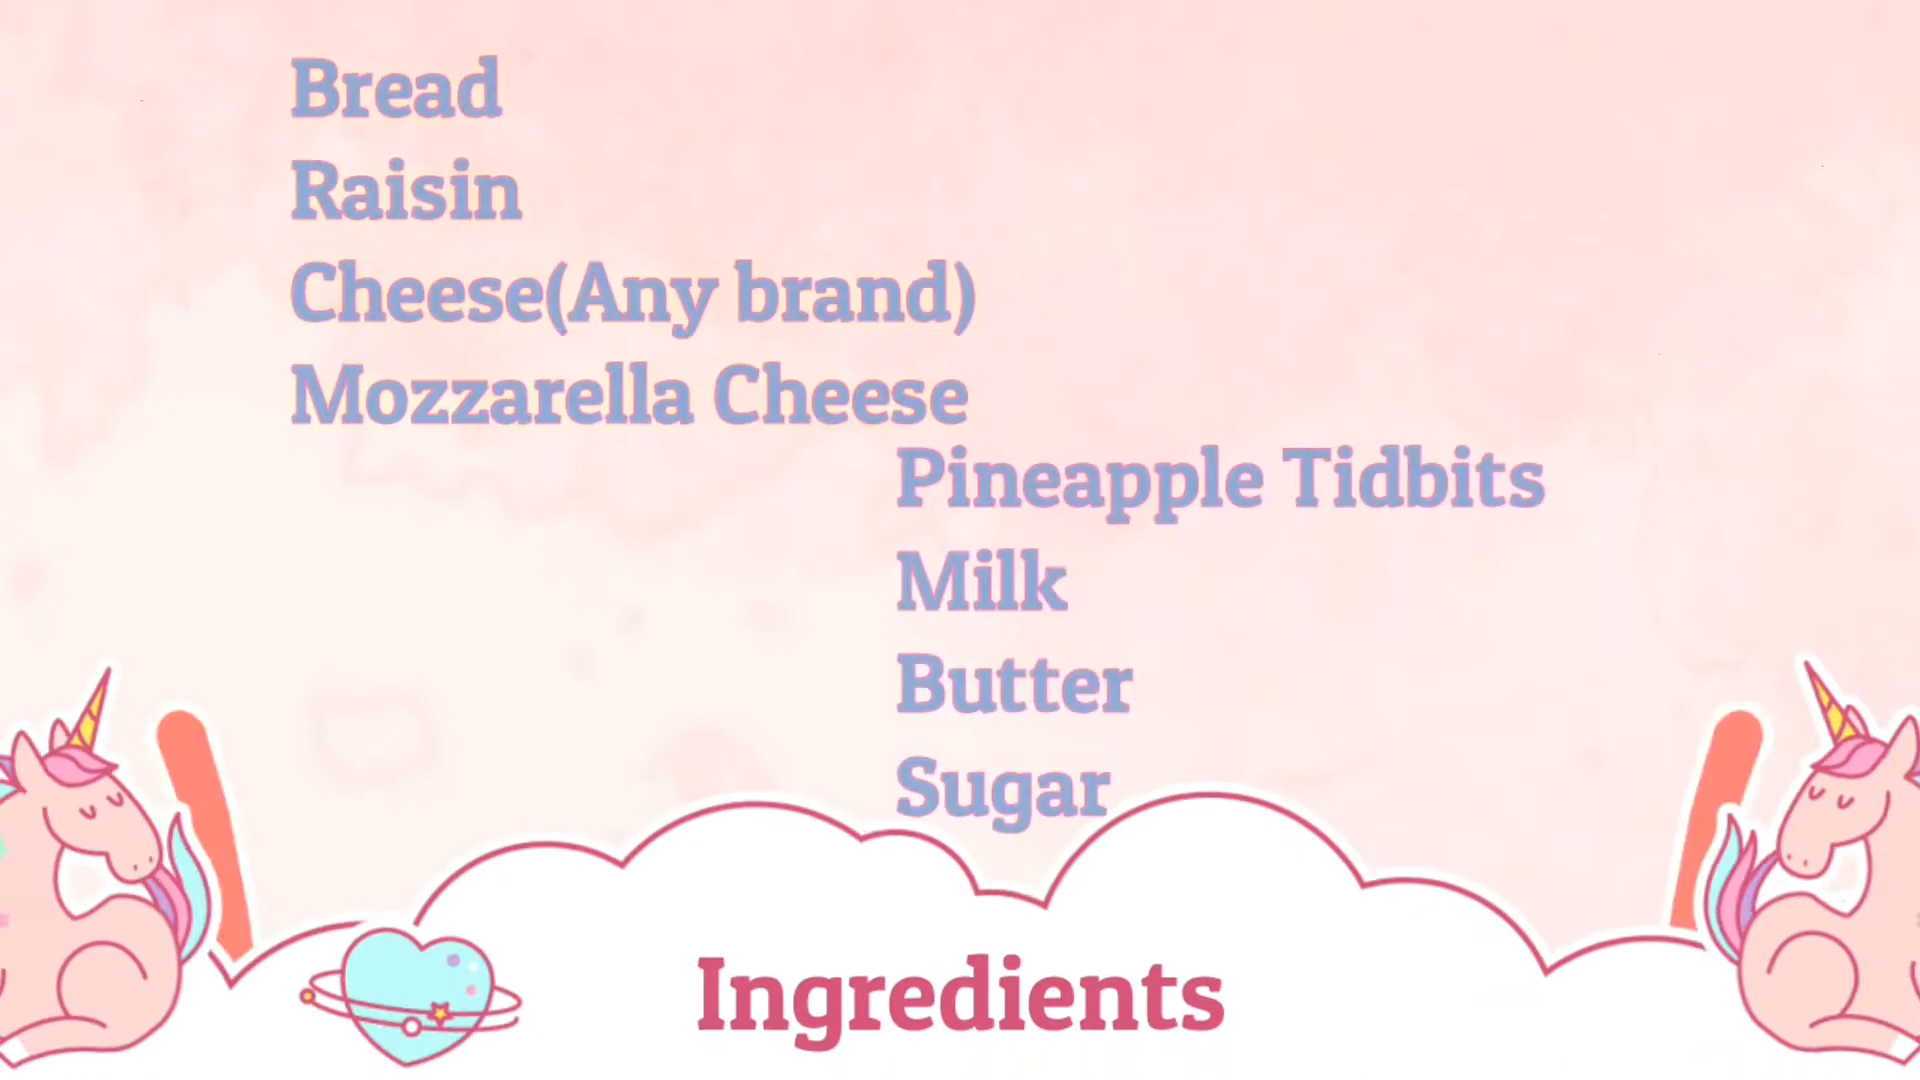 Bread
Raisin
Cheese(Any brand)
Mozzarella Cheese
Pineapple Tidbits
Milk
Butter
Sugar
Ingredients